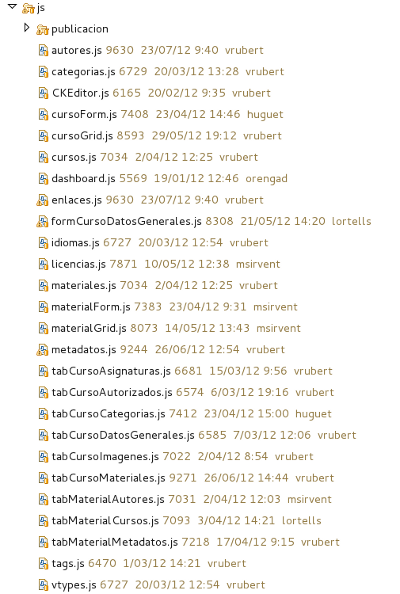 js
publicacion
autores.js 9630 23/07/12 9:40 vrubert
categorias.js 6729 20/03/12 13:28 vrubert
CKEditor.js 6165 20/02/12 9:35 vrubert
cursoForm.js 7408 23/04/12 14:46 huguet
cursoGrid.js 8593 29/05/12 19:12 vrubert
cursos.js 7034 2/04/12 12:25 vrubert
dashboard.js 5569 19/01/12 12:46 orengad
enlaces.js 9630 23/07/12 9:40 vrubert
formCursoDatosGenerales.js 8308 21/05/12 14:20 lortells
idiomas.js 6727 20/03/12 12:54 vrubert
licencias.js 7871 10/05/12 12:38 msirvent
materiales.js 7034 2/04/12 12:25 vrubert
materialForm.js 7383 23/04/12 9:31 msirvent
materialGrid.js 8073 14/05/12 13:43 msirvent
metadatos.js 9244 26/06/12 12:54 vrubert
tabCursoAsignaturas.js 6681 15/03/12 9:56 vrubert
tabCursoAutorizados.js 6574 6/03/12 19:16 vrubert
tabCursoCategorias.js 7412 23/04/12 15:00 huguet
tabCursoDatosGenerales.js 6585 7/03/12 12:06 vrubert
tabCursoImagenes.js 7022 2/04/12 8:54 vrubert
tabCursoMateriales.js 9271 26/06/12 14:44 vrubert
tabMaterialAutores.js 7031 2/04/12 12:03 msirvent
tabMaterialCursos.js 7093 3/04/12 14:21 lortells
tabMaterialMetadatos.js 7218 17/04/12 9:15 vrubert
tags.js 6470 1/03/12 14:21 vrubert
vtypes.js 6727 20/03/12 12:54 vrubert